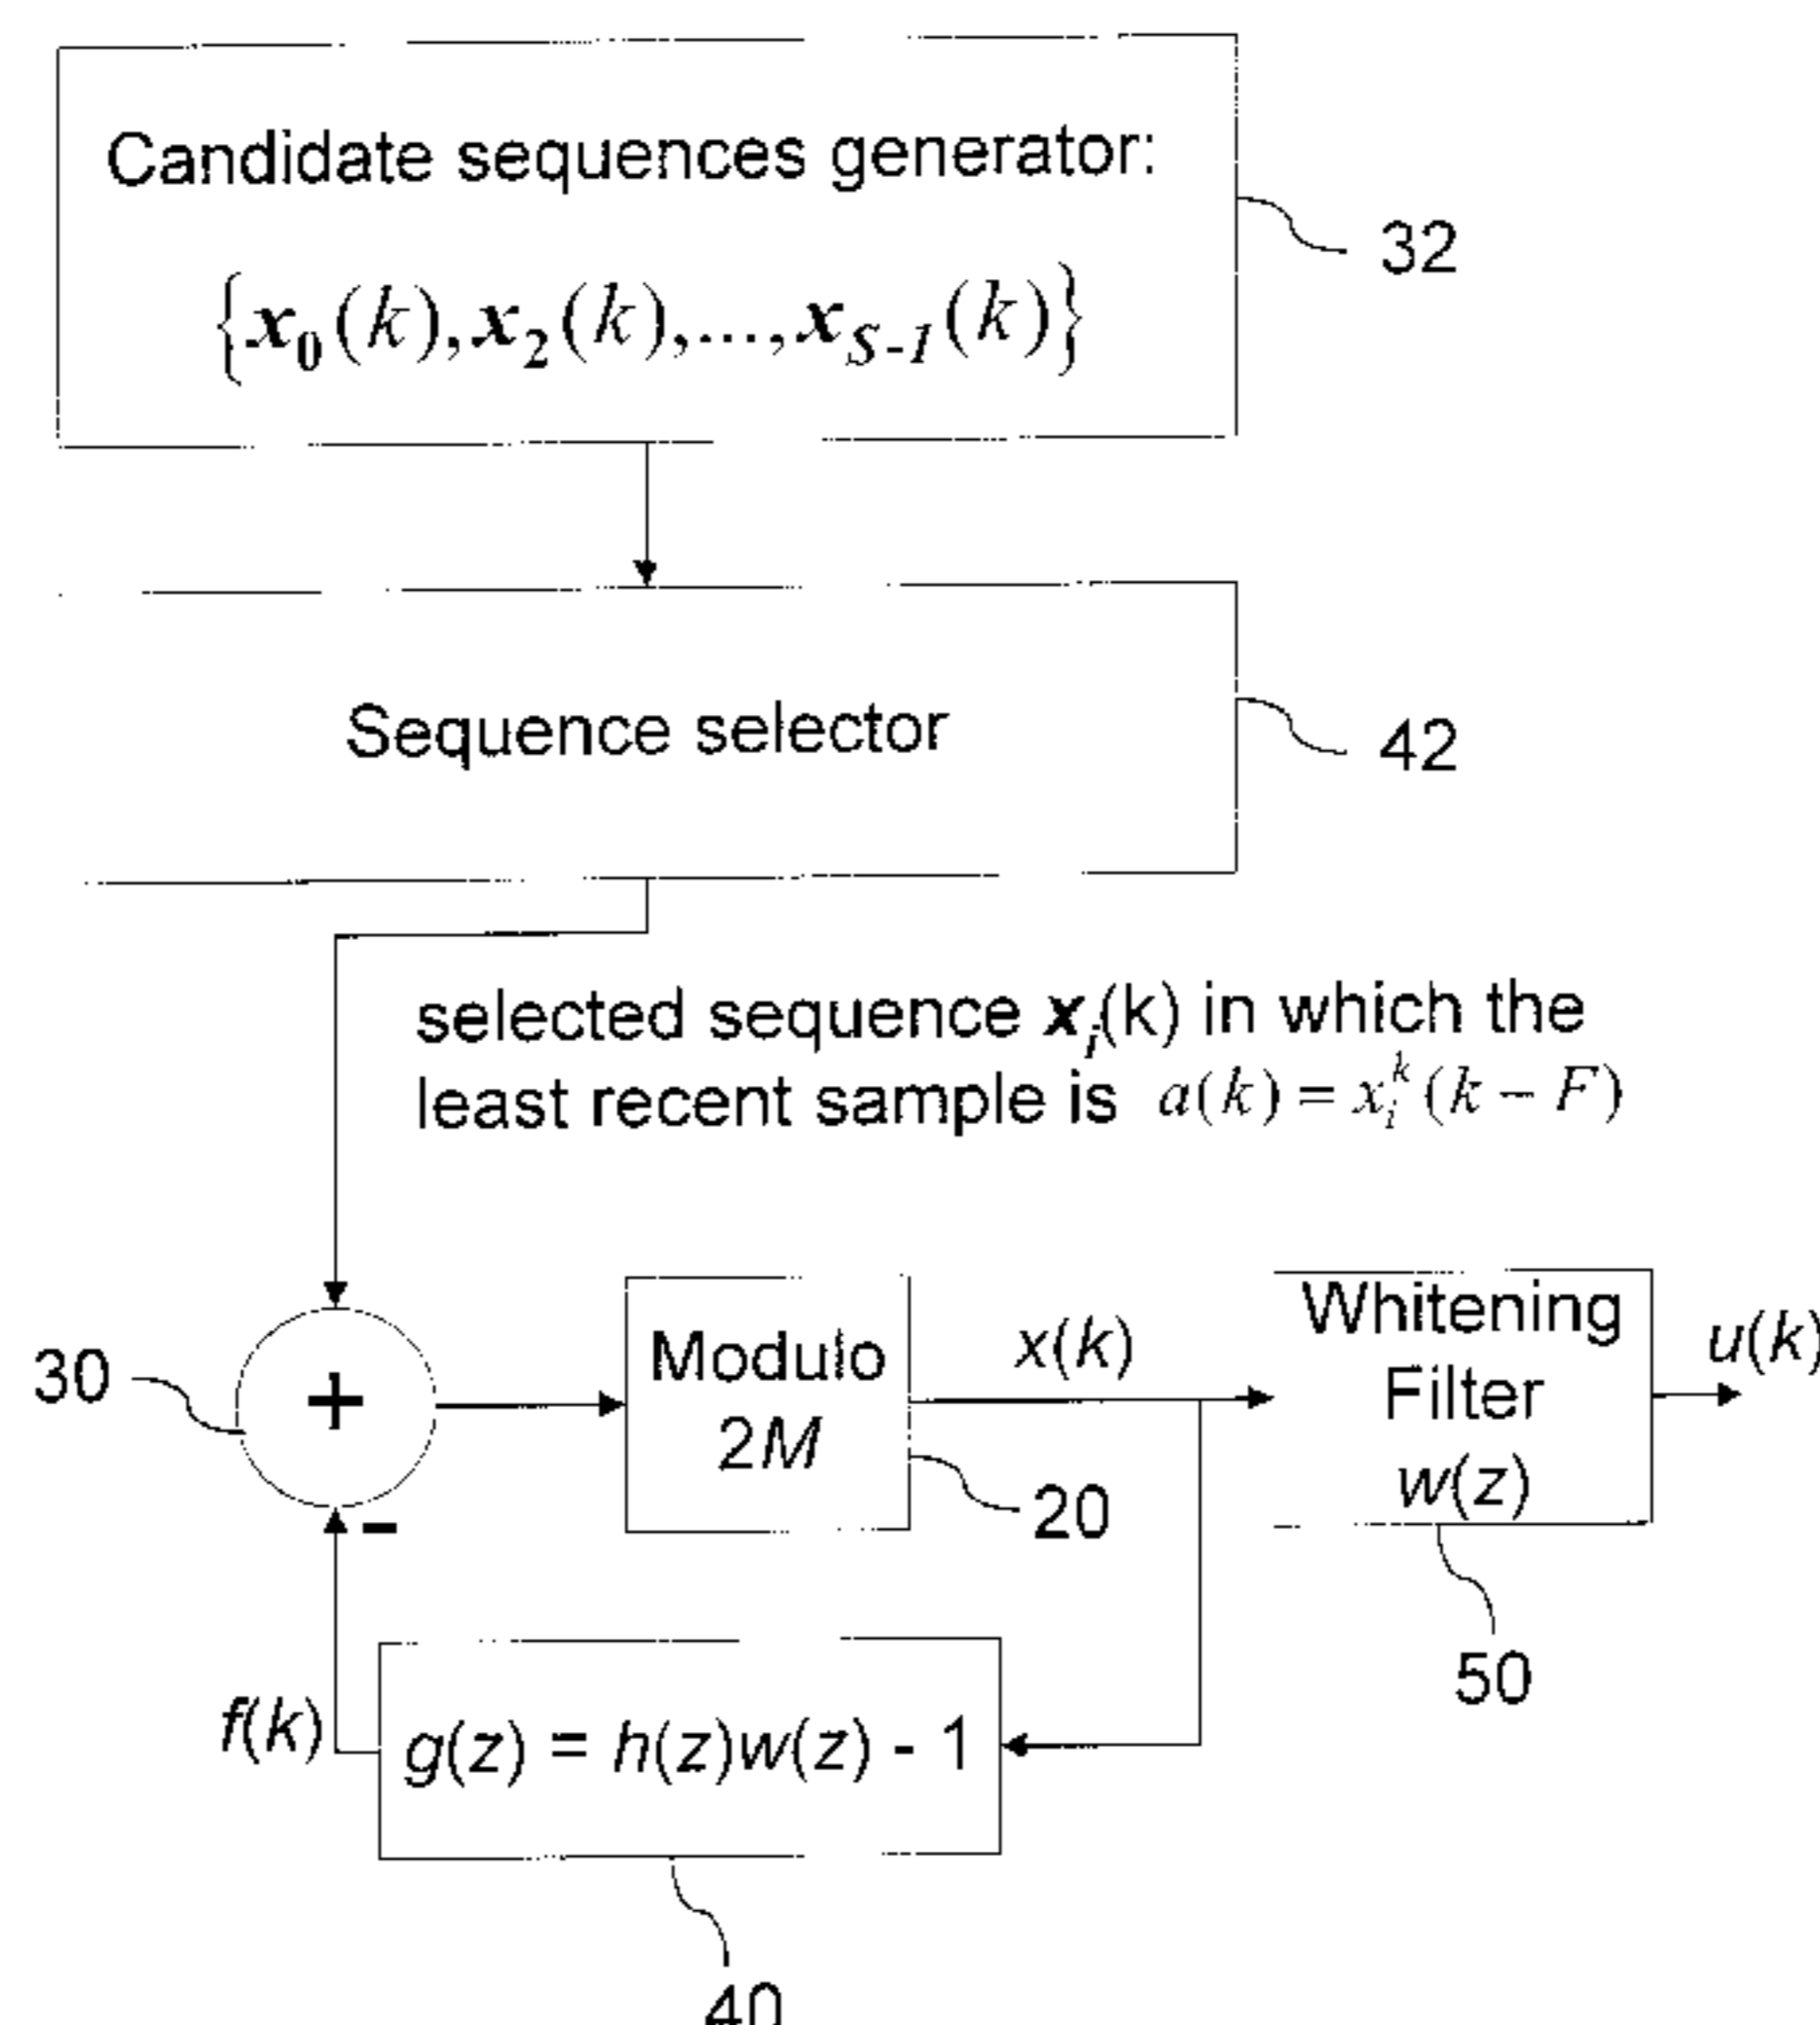 Candidate sequences generator:
{x₀(k), x₂(k),..., x_{S-1}(k)}
32
Sequence selector
42
selected sequence xᵢ(k) in which the
least recent sample is a(k) = xᵢᵏ(k − F)
30
+
-
Modulo
2M
20
x(k)
Whitening
Filter
w(z)
50
u(k)
f(k)
g(z) = h(z)w(z) - 1
40